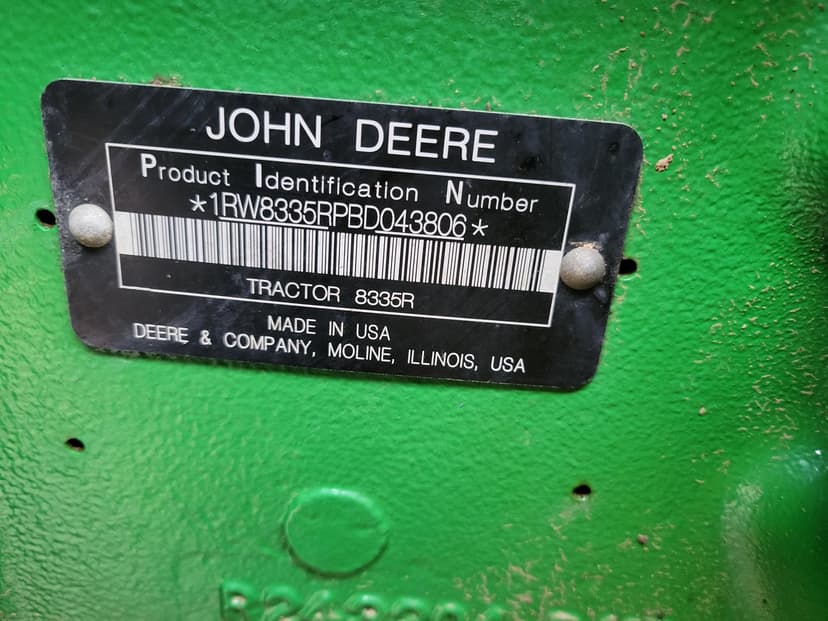 JOHN DEERE
Product Identification Number
*1RW8335RPBD043806*
TRACTOR 8335R
MADE IN USA
DEERE & COMPANY, MOLINE, ILLINOIS, USA